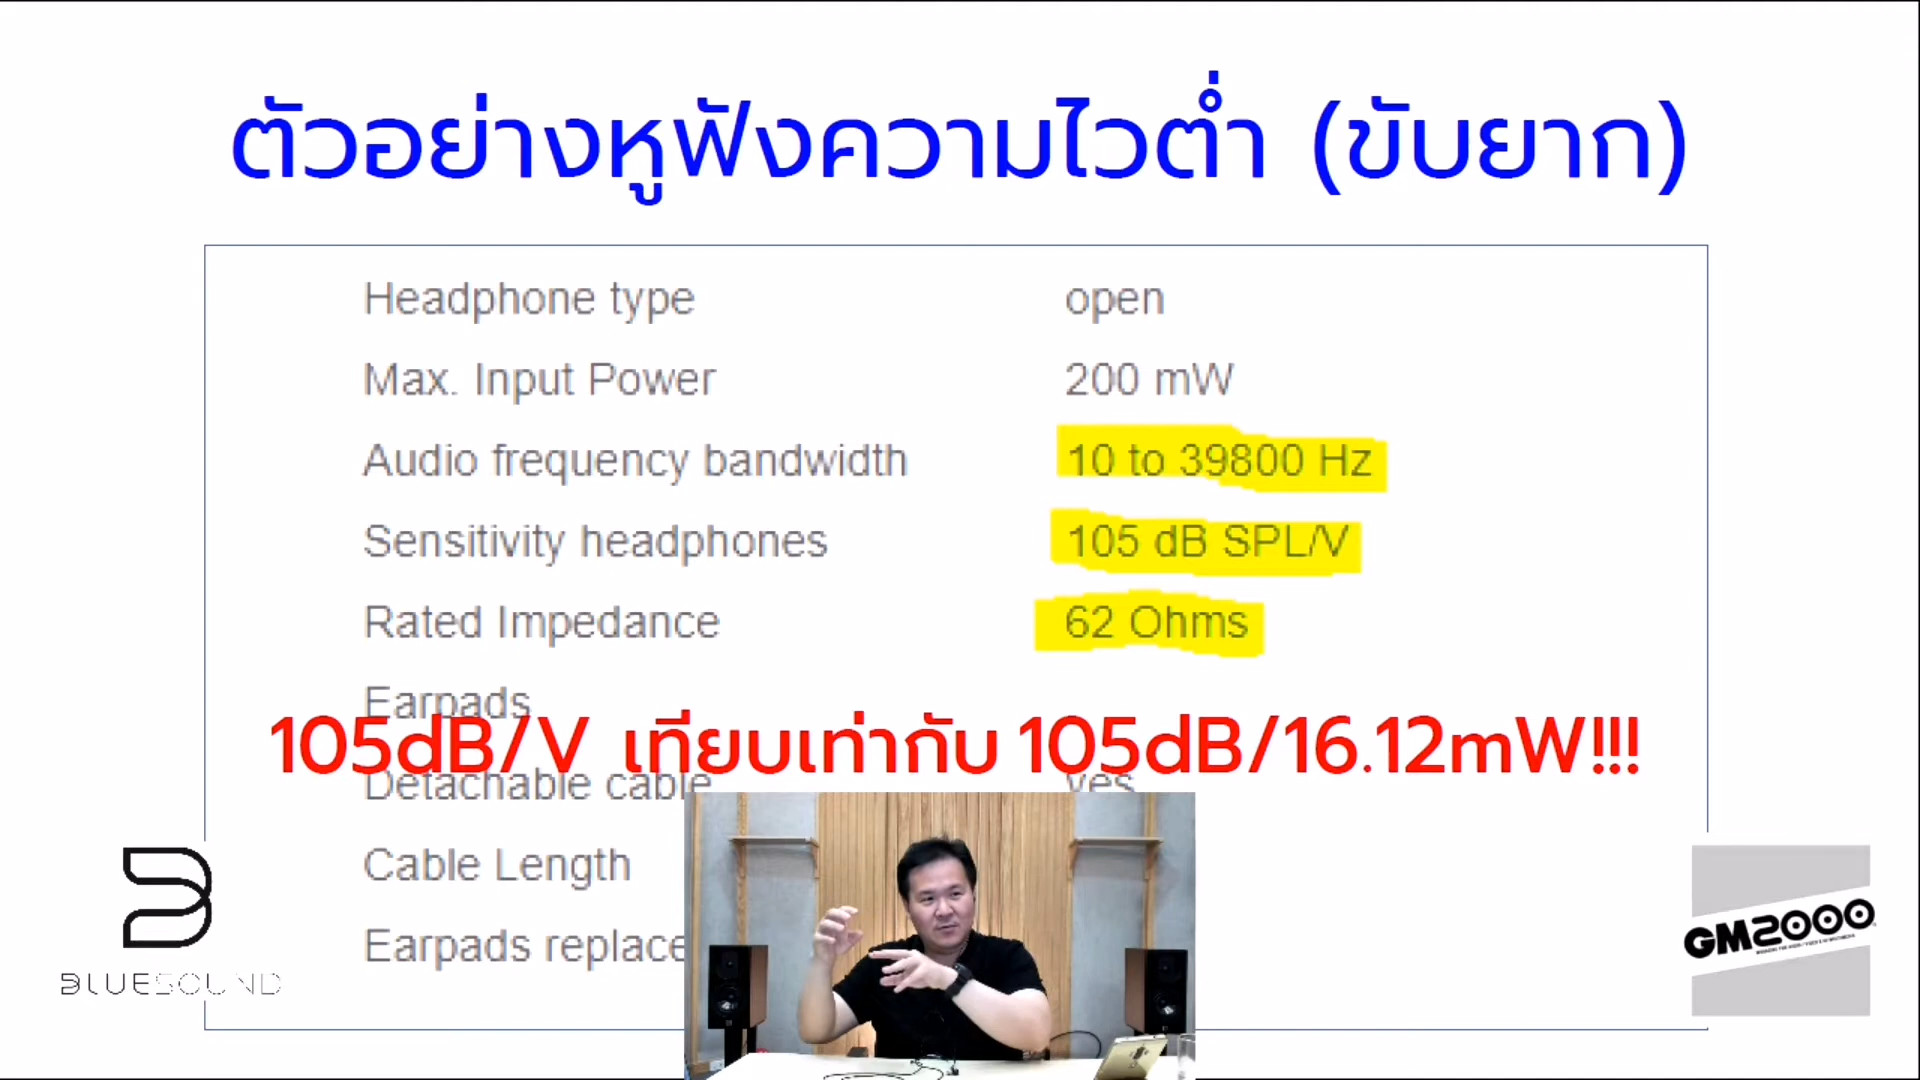 ตัวอย่างหูฟังความไวต่ำ (ขับยาก)
Headphone type open
Max. Input Power 200 mW
Audio frequency bandwidth 10 to 39800 Hz
Sensitivity headphones 105 dB SPL/V
Rated Impedance 62 Ohms
Earpads
105dB/V เทียบเท่ากับ 105dB/16.12mW!!!
Detachable cable yes
Cable Length
Earpads replace
BLUESOUND
GM2000